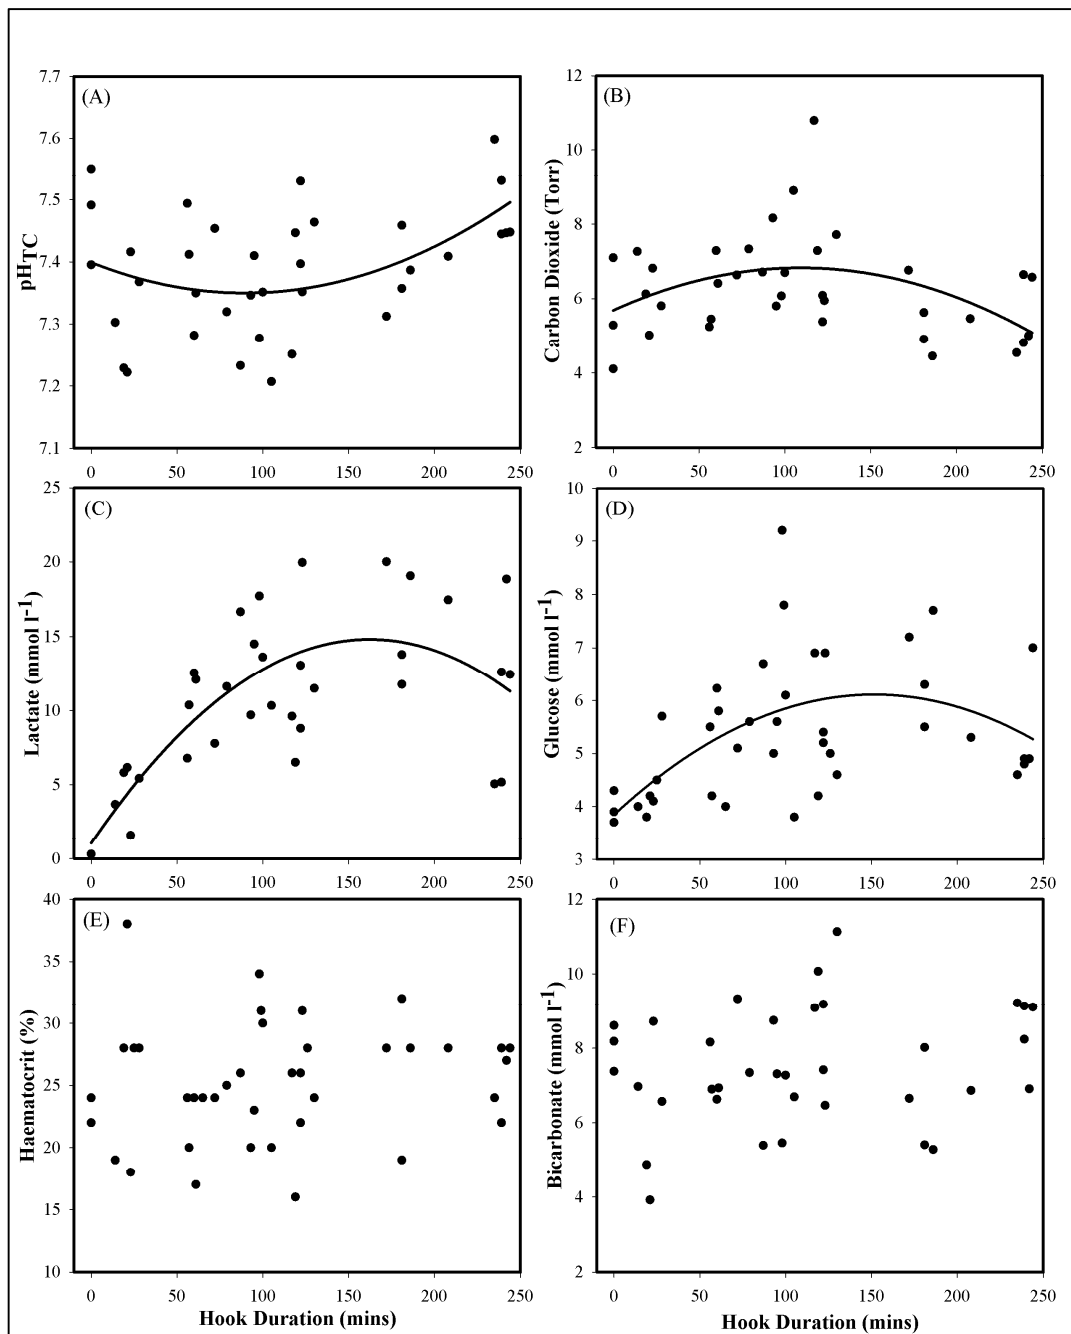 (A)
7.7
7.6
7.5
7.4
7.3
7.2
7.1
pHTC
0 50 100 150 200 250
(B)
12
10
8
6
4
2
Carbon Dioxide (Torr)
0 50 100 150 200 250
(C)
25
20
15
10
5
0
Lactate (mmol l-1)
0 50 100 150 200 250
(D)
10
9
8
7
6
5
4
3
Glucose (mmol l-1)
0 50 100 150 200 250
(E)
40
35
30
25
20
15
10
Haematocrit (%)
0 50 100 150 200 250
Hook Duration (mins)
(F)
12
10
8
6
4
2
Bicarbonate (mmol l-1)
0 50 100 150 200 250
Hook Duration (mins)